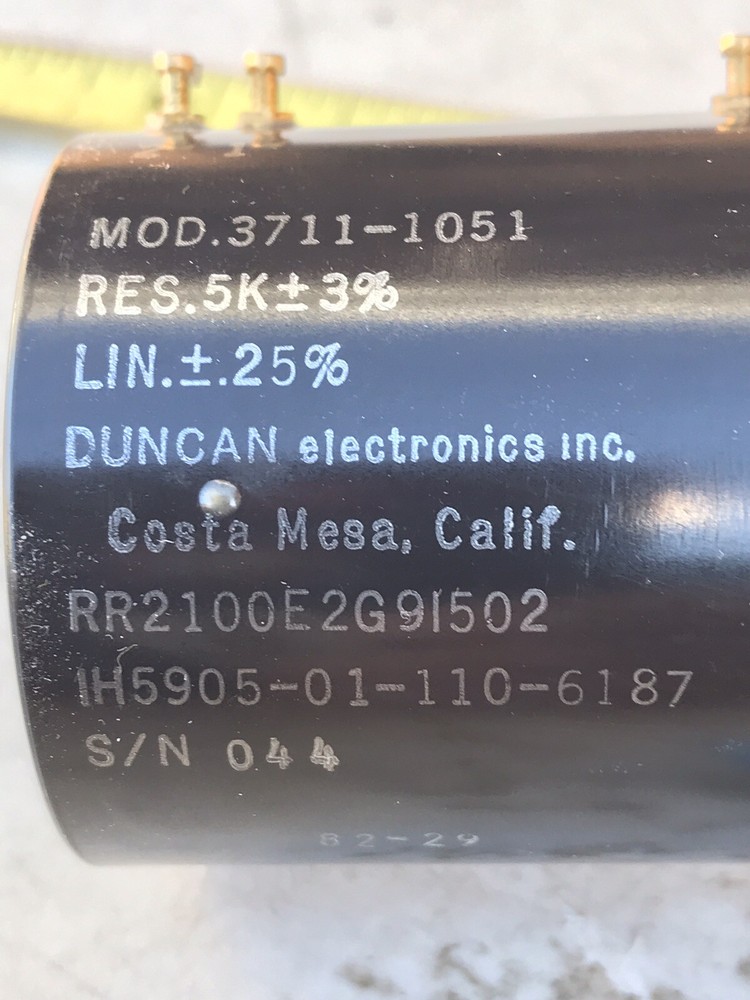 MOD.3711-1051
RES.5K±3%
LIN.±.25%
DUNCAN electronics inc.
Costa Mesa, Calif.
RR2100E2G91502
1H5905-01-110-6187
S/N 044
82-29